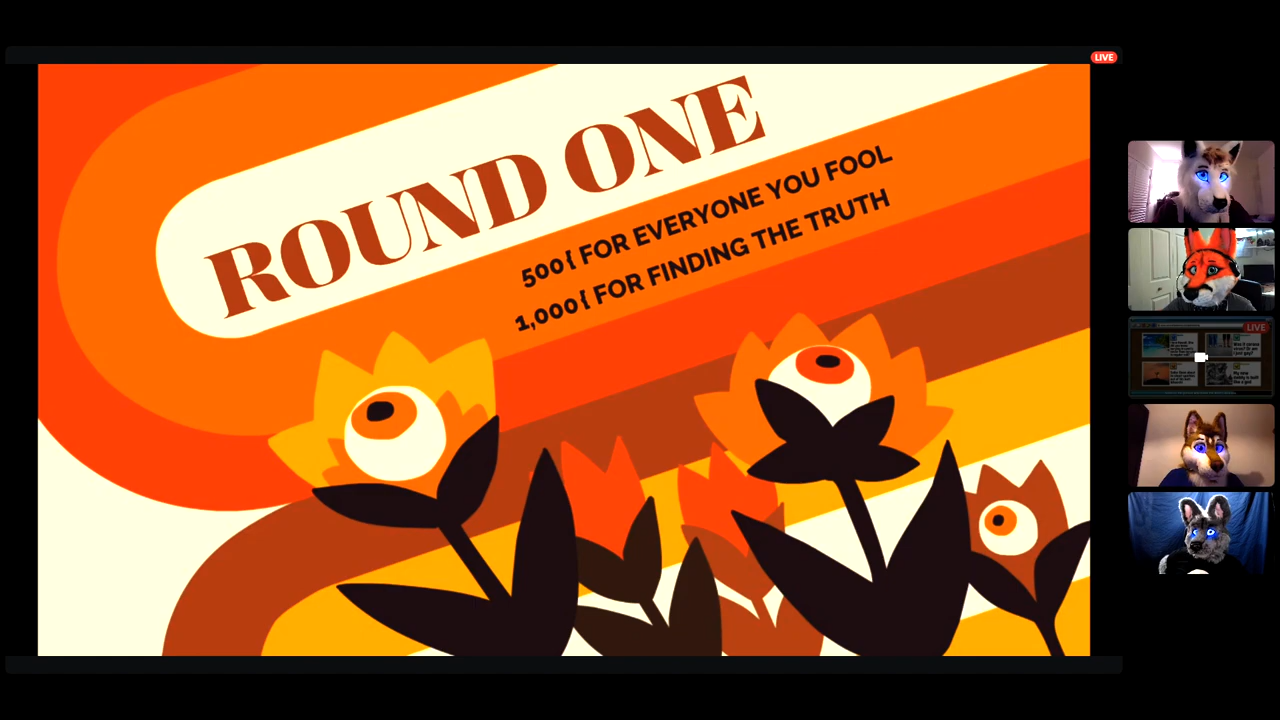 LIVE
ROUND ONE
500{ FOR EVERYONE YOU FOOL
1,000{ FOR FINDING THE TRUTH
LIVE